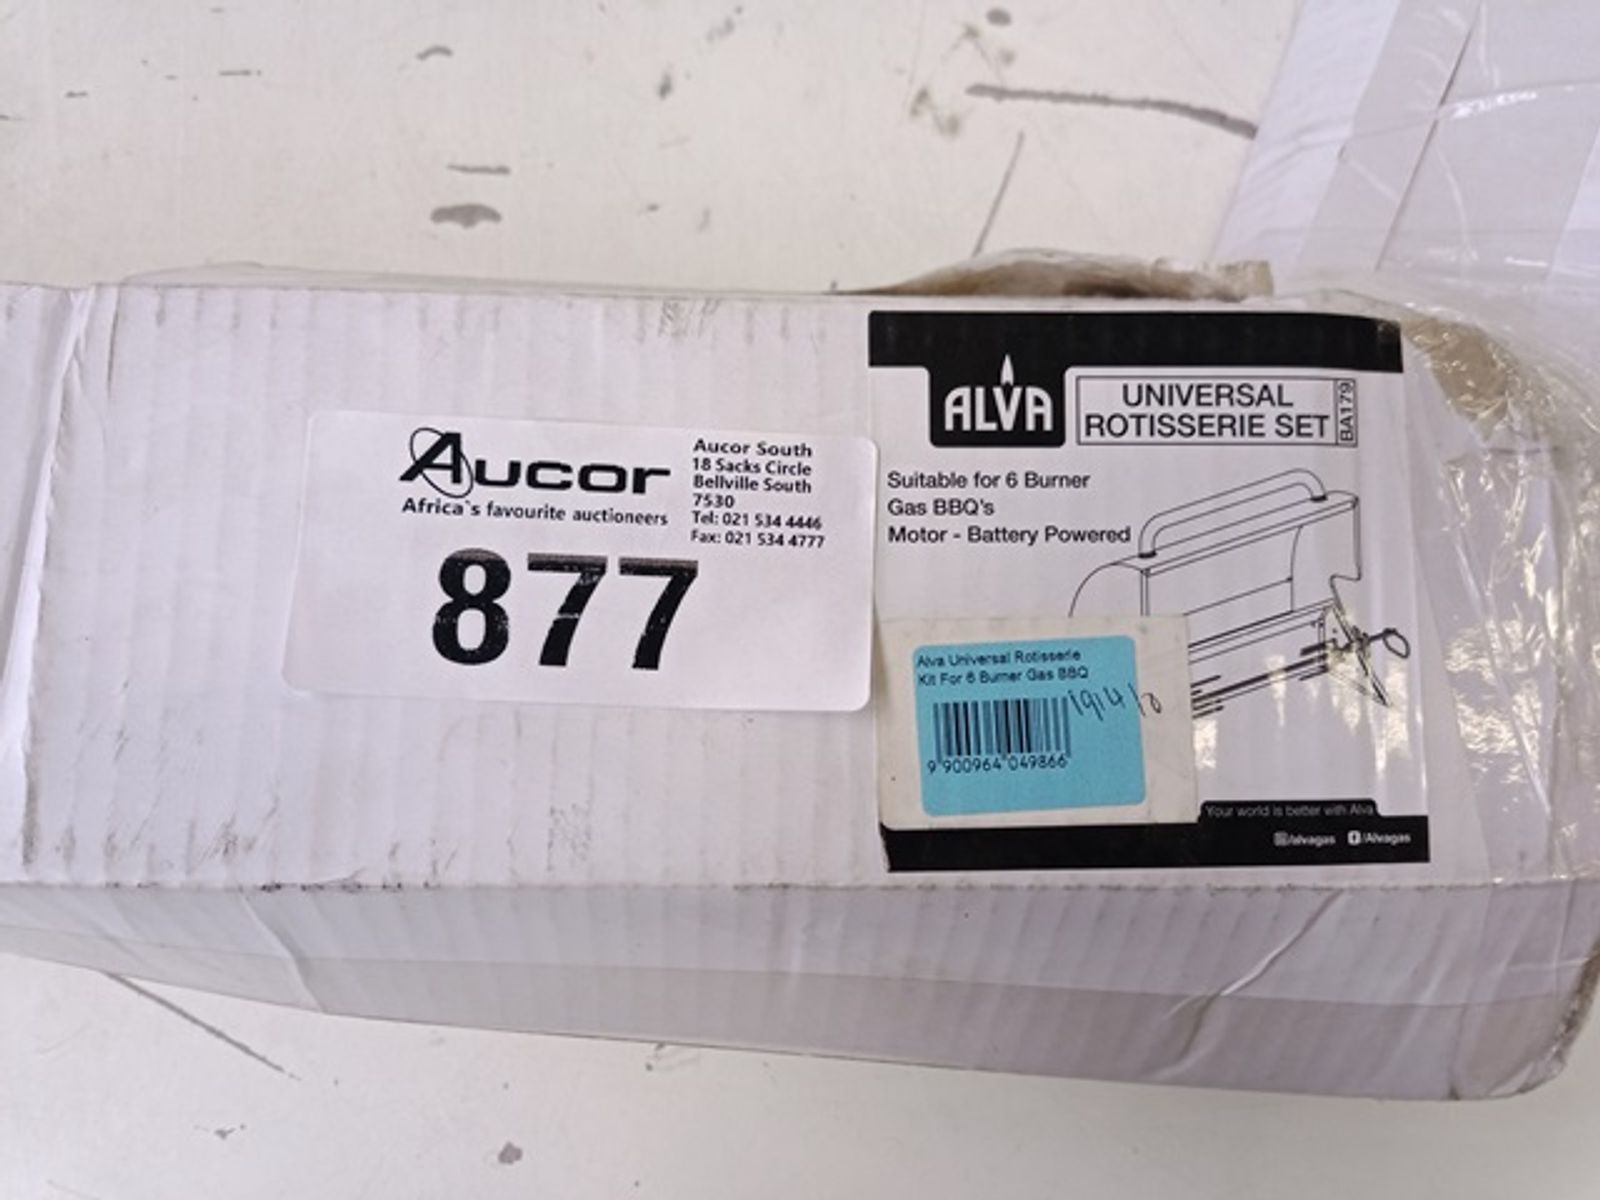 Aucor
Africa's favourite auctioneers
Aucor South
18 Sacks Circle
Bellville South
7530
Tel: 021 534 4446
Fax: 021 534 4777
877
ALVA
UNIVERSAL
ROTISSERIE SET
BA179
Suitable for 6 Burner
Gas BBQ's
Motor - Battery Powered
Alva Universal Rotisserie
Kit For 6 Burner Gas BBQ
9 900964 049866
Your world is better with Alva
/alvagas /Alvagas